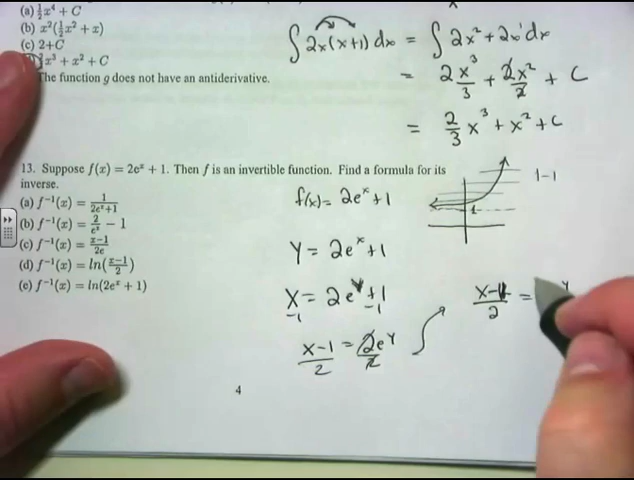 (a) ½x⁴ + C
(b) x²(½x² + x)
(c) 2 + C
x³ + x² + C
The function g does not have an antiderivative.
∫ 2x(x+1) dx = ∫ 2x² + 2x¹ dx
= 2x³/3 + 2x²/2 + C
= 2/3 x³ + x² + C
13. Suppose f(x) = 2eˣ + 1. Then f is an invertible function. Find a formula for its
inverse.
(a) f⁻¹(x) = 1/(2eˣ+1)
(b) f⁻¹(x) = 2/eˣ − 1
(c) f⁻¹(x) = (x−1)/2e
(d) f⁻¹(x) = ln((x−1)/2)
(e) f⁻¹(x) = ln(2eˣ + 1)
f(x) = 2eˣ + 1
1-1
1
Y = 2eˣ + 1
X = 2eʸ + 1
-1 -1
(X-1)/2 = 2eʸ/2
(X-1)/2 = y
4